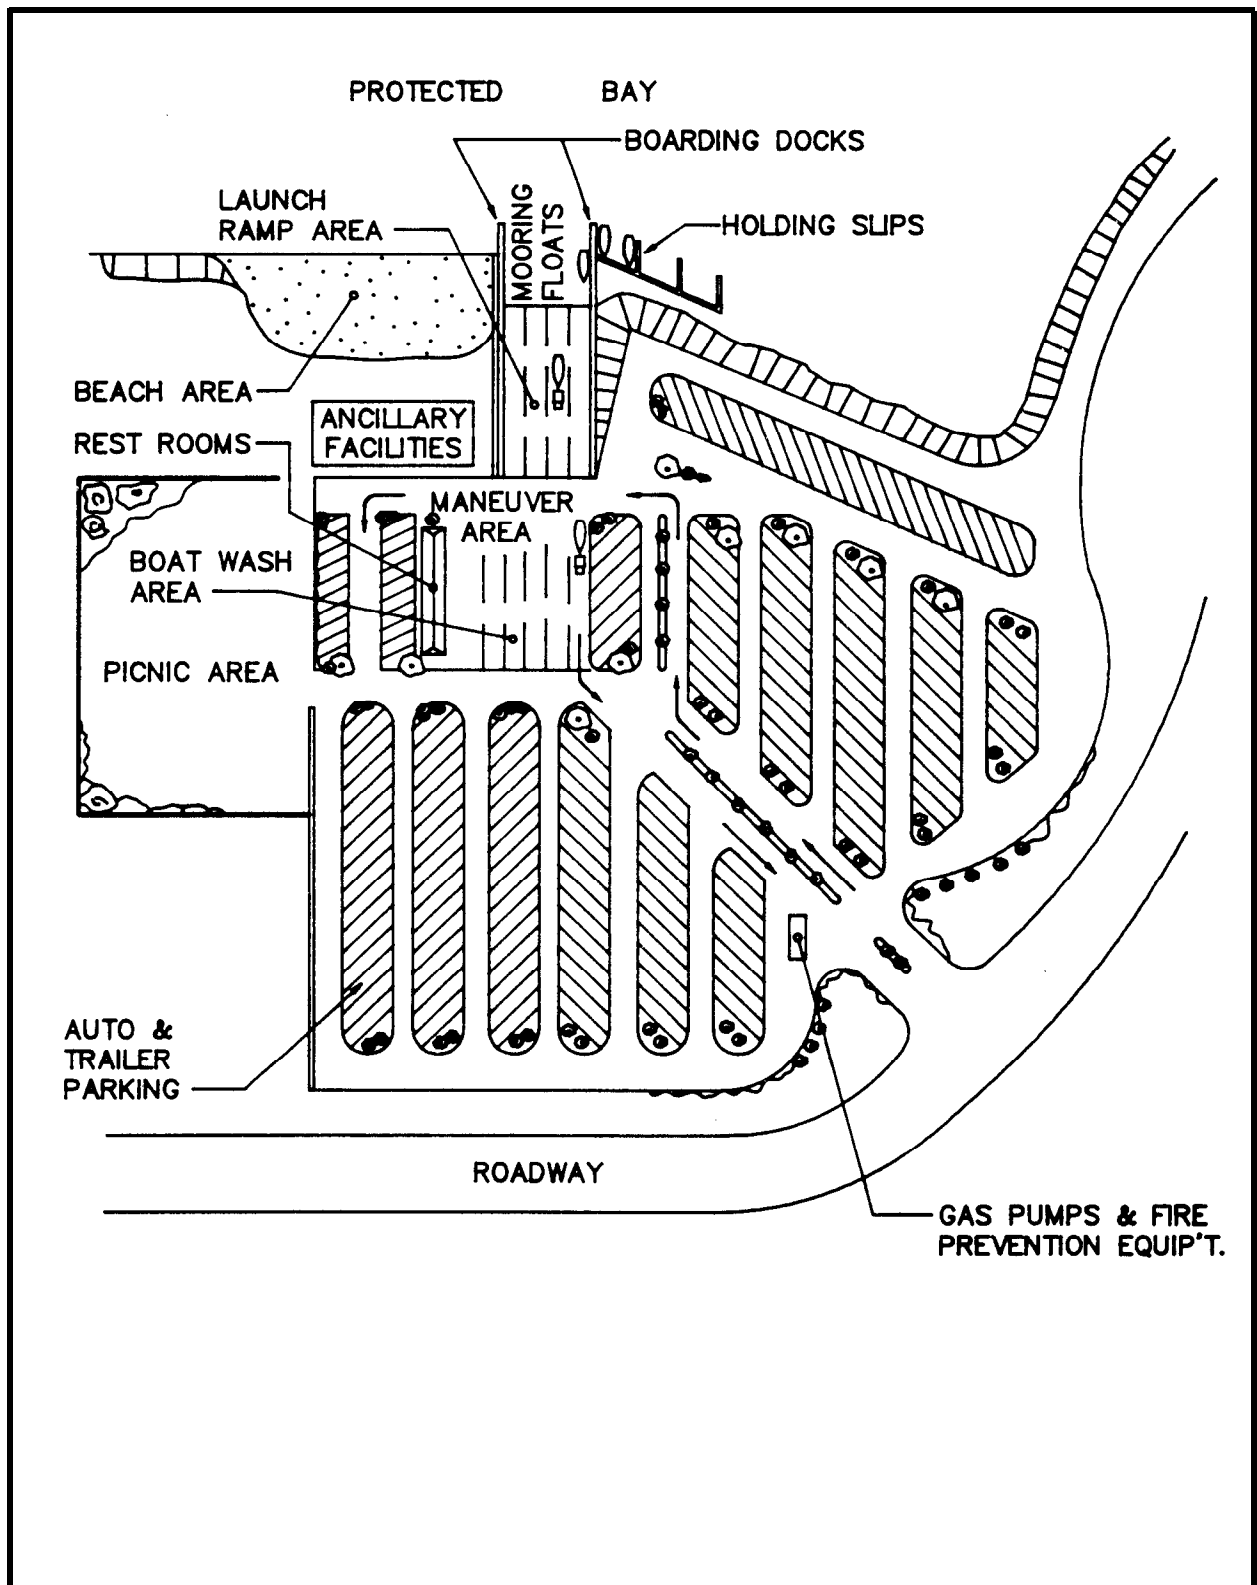 PROTECTED BAY
BOARDING DOCKS
LAUNCH
RAMP AREA
MOORING
FLOATS
HOLDING SLIPS
BEACH AREA
ANCILLARY
FACILITIES
REST ROOMS
MANEUVER
AREA
BOAT WASH
AREA
PICNIC AREA
AUTO &
TRAILER
PARKING
ROADWAY
GAS PUMPS & FIRE
PREVENTION EQUIP'T.